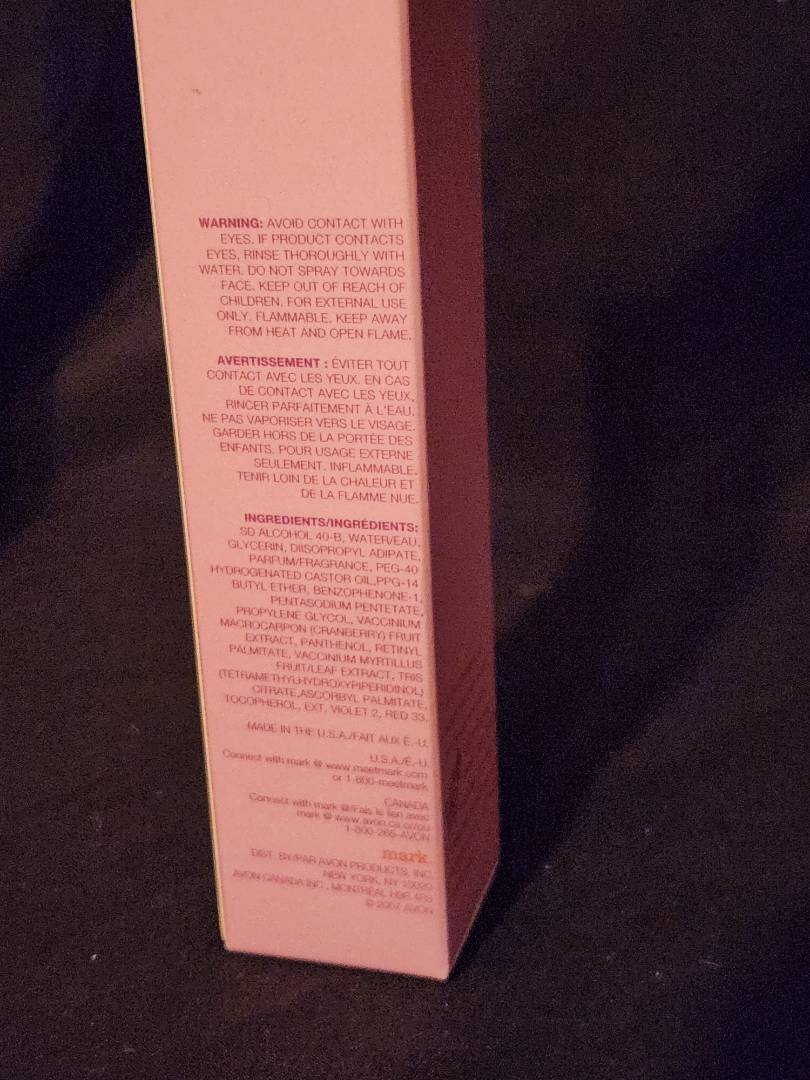 WARNING: AVOID CONTACT WITH
EYES. IF PRODUCT CONTACTS
EYES, RINSE THOROUGHLY WITH
WATER. DO NOT SPRAY TOWARDS
FACE. KEEP OUT OF REACH OF
CHILDREN. FOR EXTERNAL USE
ONLY. FLAMMABLE. KEEP AWAY
FROM HEAT AND OPEN FLAME.
AVERTISSEMENT : ÉVITER TOUT
CONTACT AVEC LES YEUX. EN CAS
DE CONTACT AVEC LES YEUX,
RINCER PARFAITEMENT À L'EAU.
NE PAS VAPORISER VERS LE VISAGE.
GARDER HORS DE LA PORTÉE DES
ENFANTS. POUR USAGE EXTERNE
SEULEMENT. INFLAMMABLE.
TENIR LOIN DE LA CHALEUR ET
DE LA FLAMME NUE.
INGREDIENTS/INGRÉDIENTS:
SD ALCOHOL 40-B, WATER/EAU,
GLYCERIN, DIISOPROPYL ADIPATE,
PARFUM/FRAGRANCE, PEG-40
HYDROGENATED CASTOR OIL,PPG-14
BUTYL ETHER, BENZOPHENONE-1,
PENTASODIUM PENTETATE,
PROPYLENE GLYCOL, VACCINIUM
MACROCARPON (CRANBERRY) FRUIT
EXTRACT, PANTHENOL, RETINYL
PALMITATE, VACCINIUM MYRTILLUS
FRUIT/LEAF EXTRACT, TRIS
(TETRAMETHYLHYDROXYPIPERIDINOL)
CITRATE,ASCORBYL PALMITATE,
TOCOPHEROL, EXT. VIOLET 2, RED 33.
MADE IN THE U.S.A./FAIT AUX É.-U.
U.S.A./É.-U.
Connect with mark @ www.meetmark.com
or 1-800-meetmark
CANADA
Connect with mark @/Fais le lien avec
mark @ www.avon.ca or/ou
1-800-265-AVON
mark.
DIST. BY/PAR AVON PRODUCTS, INC.
NEW YORK, NY 10020
AVON CANADA INC., MONTRÉAL
© 2007 AVON